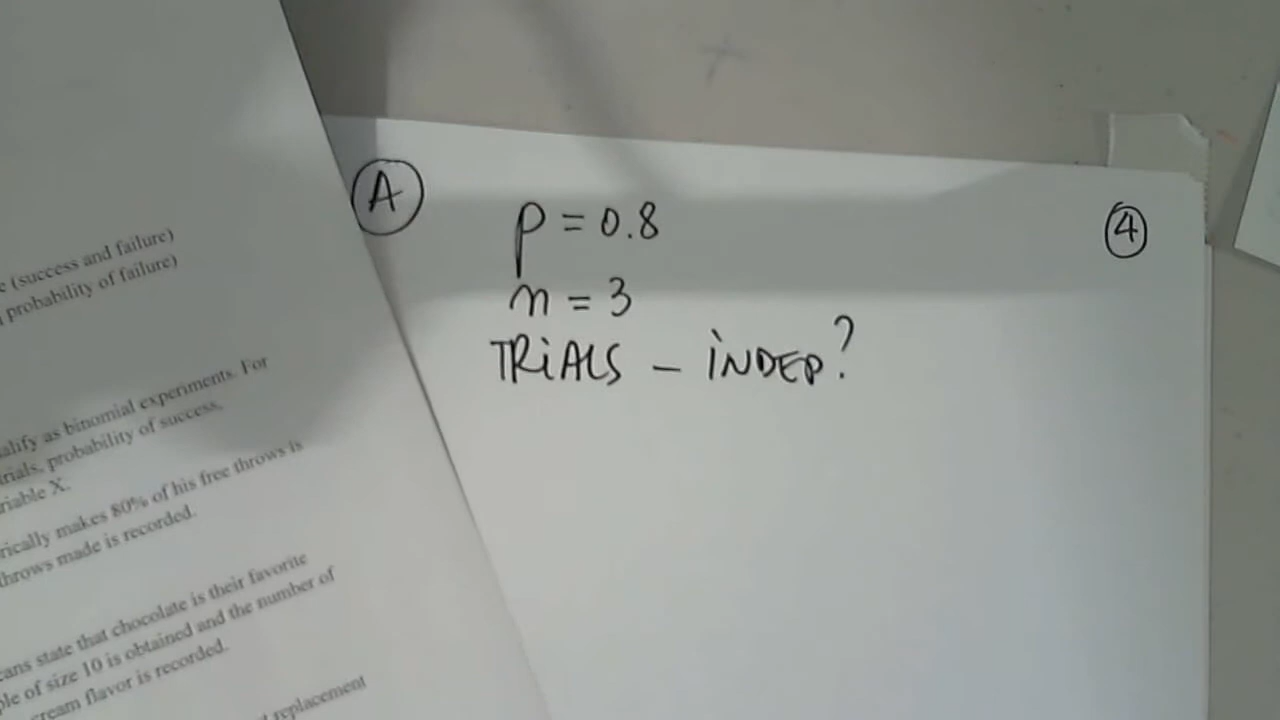 e (success and failure)
probability of failure)
alify as binomial experiments. For
rials, probability of success,
riable X.
rically makes 80% of his free throws is
throws made is recorded.
ans state that chocolate is their favorite
ple of size 10 is obtained and the number of
cream flavor is recorded.
replacement
A
4
p = 0.8
n = 3
TRiALS - iNDEP?